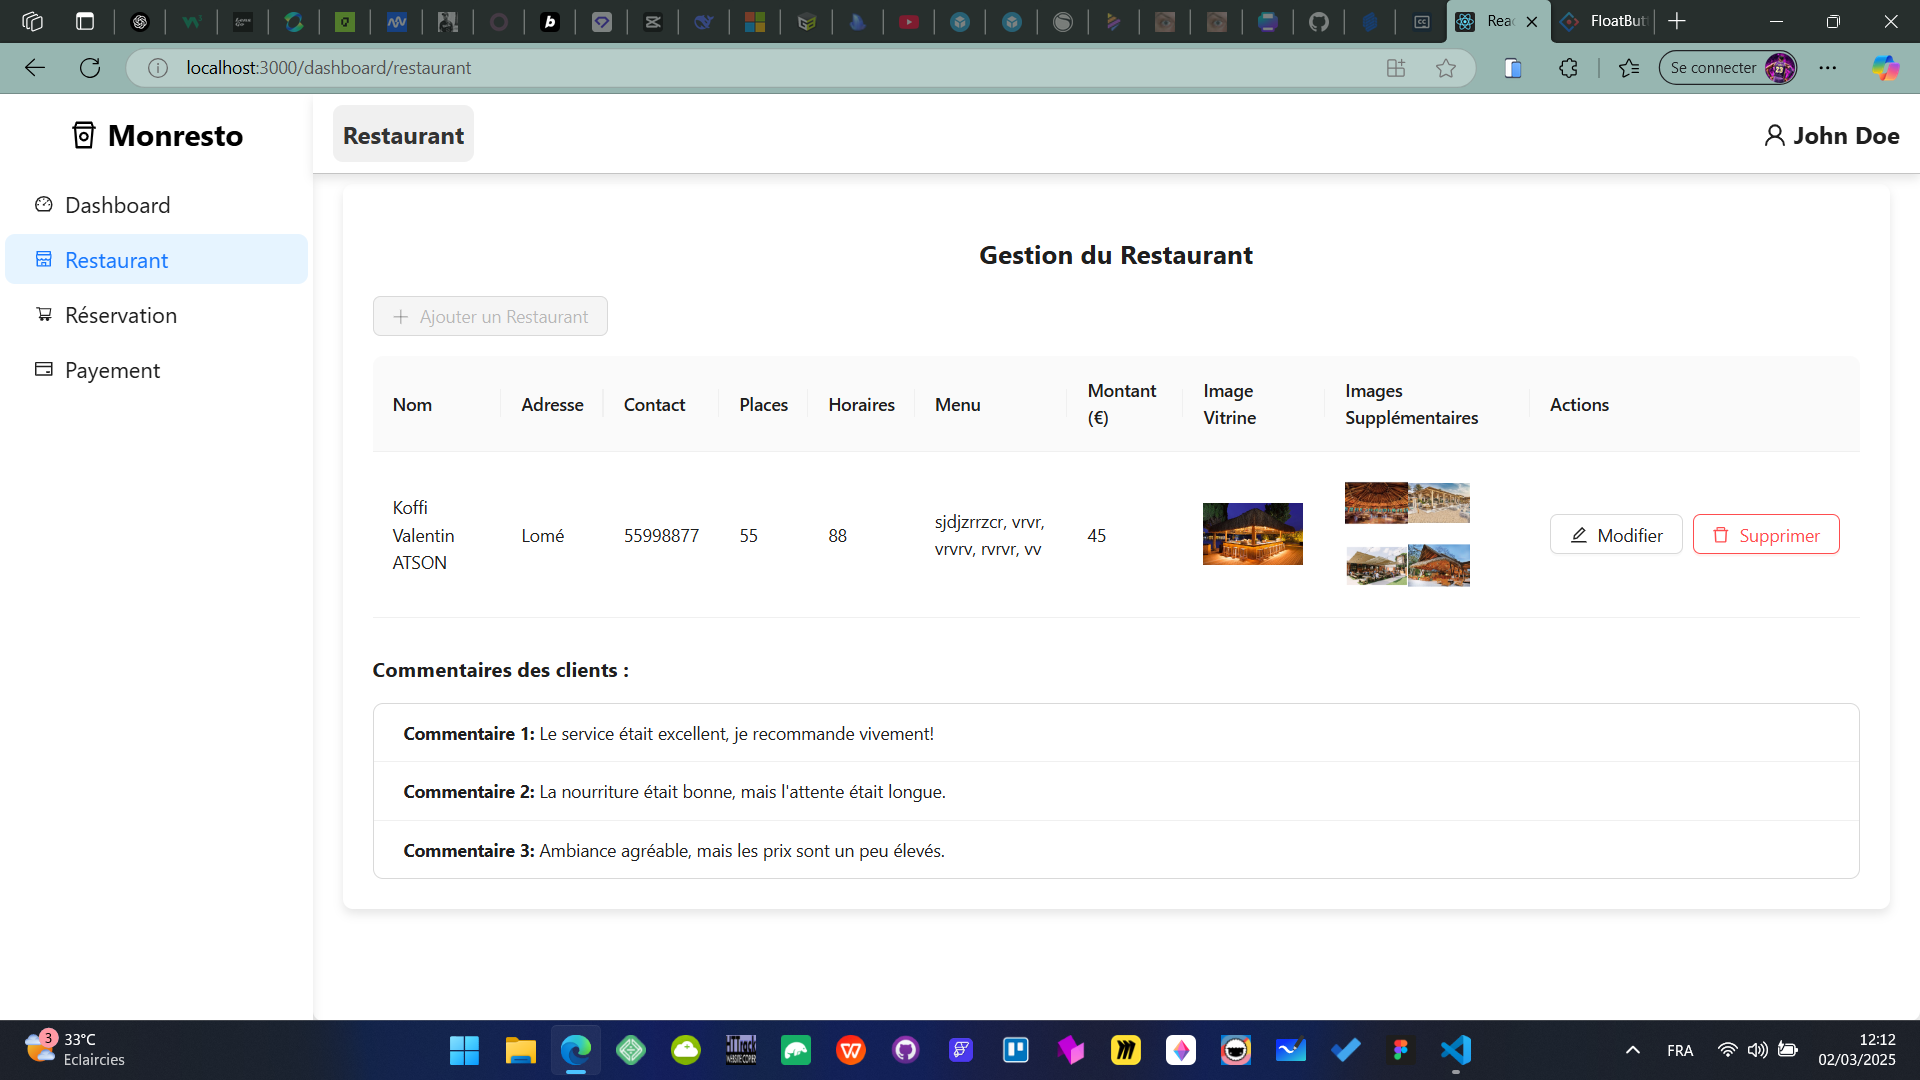 Reac
FloatBut
localhost:3000/dashboard/restaurant
Se connecter
Monresto
Restaurant
John Doe
Dashboard
Restaurant
Réservation
Payement
Gestion du Restaurant
Ajouter un Restaurant
Nom
Adresse
Contact
Places
Horaires
Menu
Montant
(€)
Image
Vitrine
Images
Supplémentaires
Actions
Koffi
Valentin
ATSON
Lomé
55998877
55
88
sjdjzrrzcr, vrvr,
vrvrv, rvrvr, vv
45
Modifier
Supprimer
Commentaires des clients :
Commentaire 1: Le service était excellent, je recommande vivement!
Commentaire 2: La nourriture était bonne, mais l'attente était longue.
Commentaire 3: Ambiance agréable, mais les prix sont un peu élevés.
3
33°C
Eclaircies
HTTrack
WEBSITE COPIER
FRA
12:12
02/03/2025